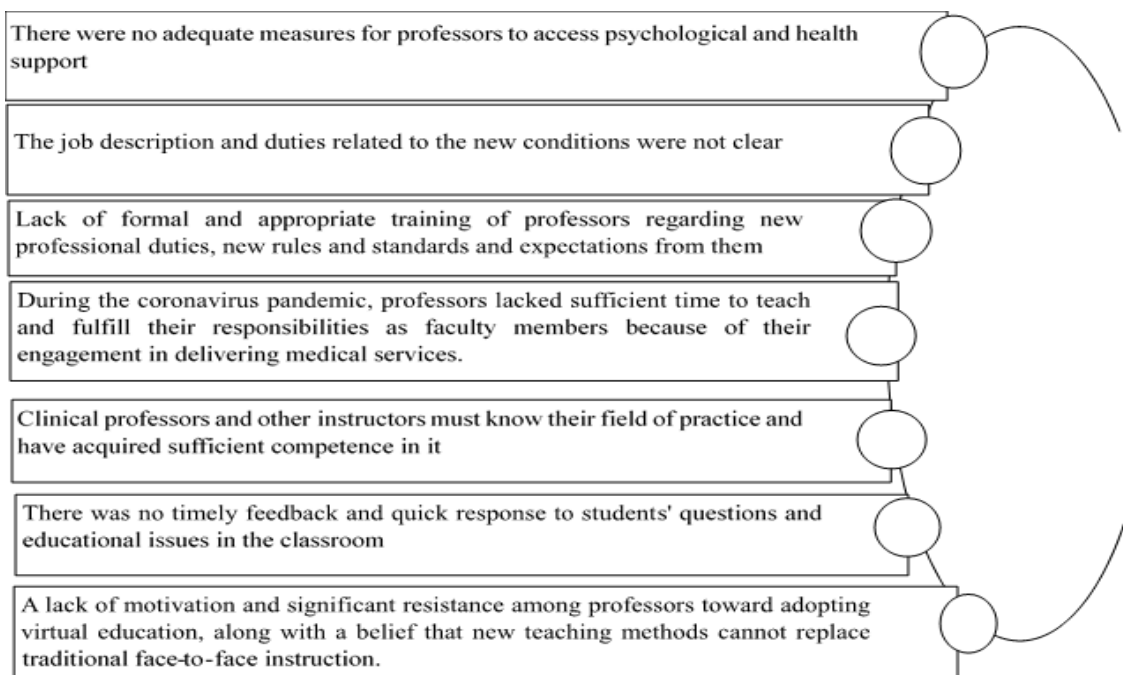 There were no adequate measures for professors to access psychological and health
support
The job description and duties related to the new conditions were not clear
Lack of formal and appropriate training of professors regarding new
professional duties, new rules and standards and expectations from them
During the coronavirus pandemic, professors lacked sufficient time to teach
and fulfill their responsibilities as faculty members because of their
engagement in delivering medical services.
Clinical professors and other instructors must know their field of practice and
have acquired sufficient competence in it
There was no timely feedback and quick response to students' questions and
educational issues in the classroom
A lack of motivation and significant resistance among professors toward adopting
virtual education, along with a belief that new teaching methods cannot replace
traditional face-to-face instruction.